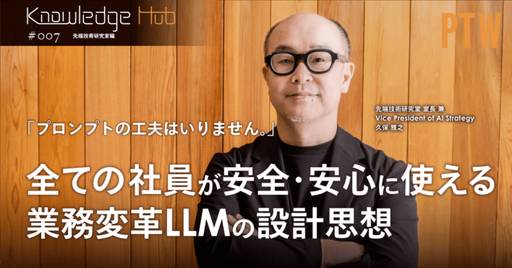 Knowledge Hub
#007 先端技術研究室編
PTW
先端技術研究室 室長 兼
Vice President of AI Strategy
久保 雅之
「プロンプトの工夫はいりません。」
全ての社員が安全・安心に使える
業務変革LLMの設計思想